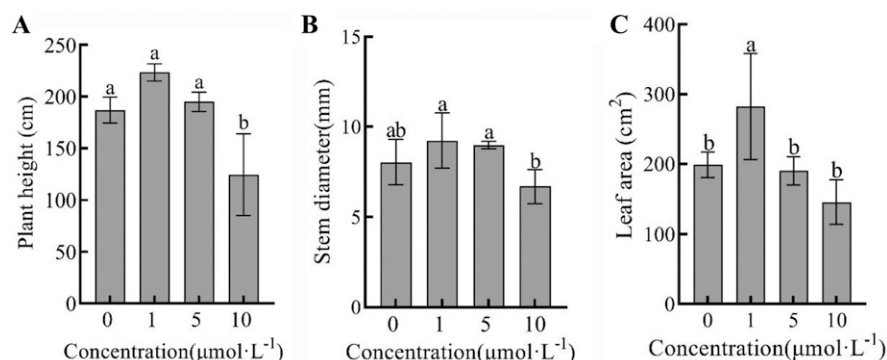 A
Plant height (cm)
250
200
150
100
50
0
a
a
a
b
0 1 5 10
Concentration(μmol·L⁻¹)
B
Stem diameter(mm)
15
10
5
0
ab
a
a
b
0 1 5 10
Concentration(μmol·L⁻¹)
C
Leaf area (cm²)
400
300
200
100
0
b
a
b
b
0 1 5 10
Concentration(μmol·L⁻¹)